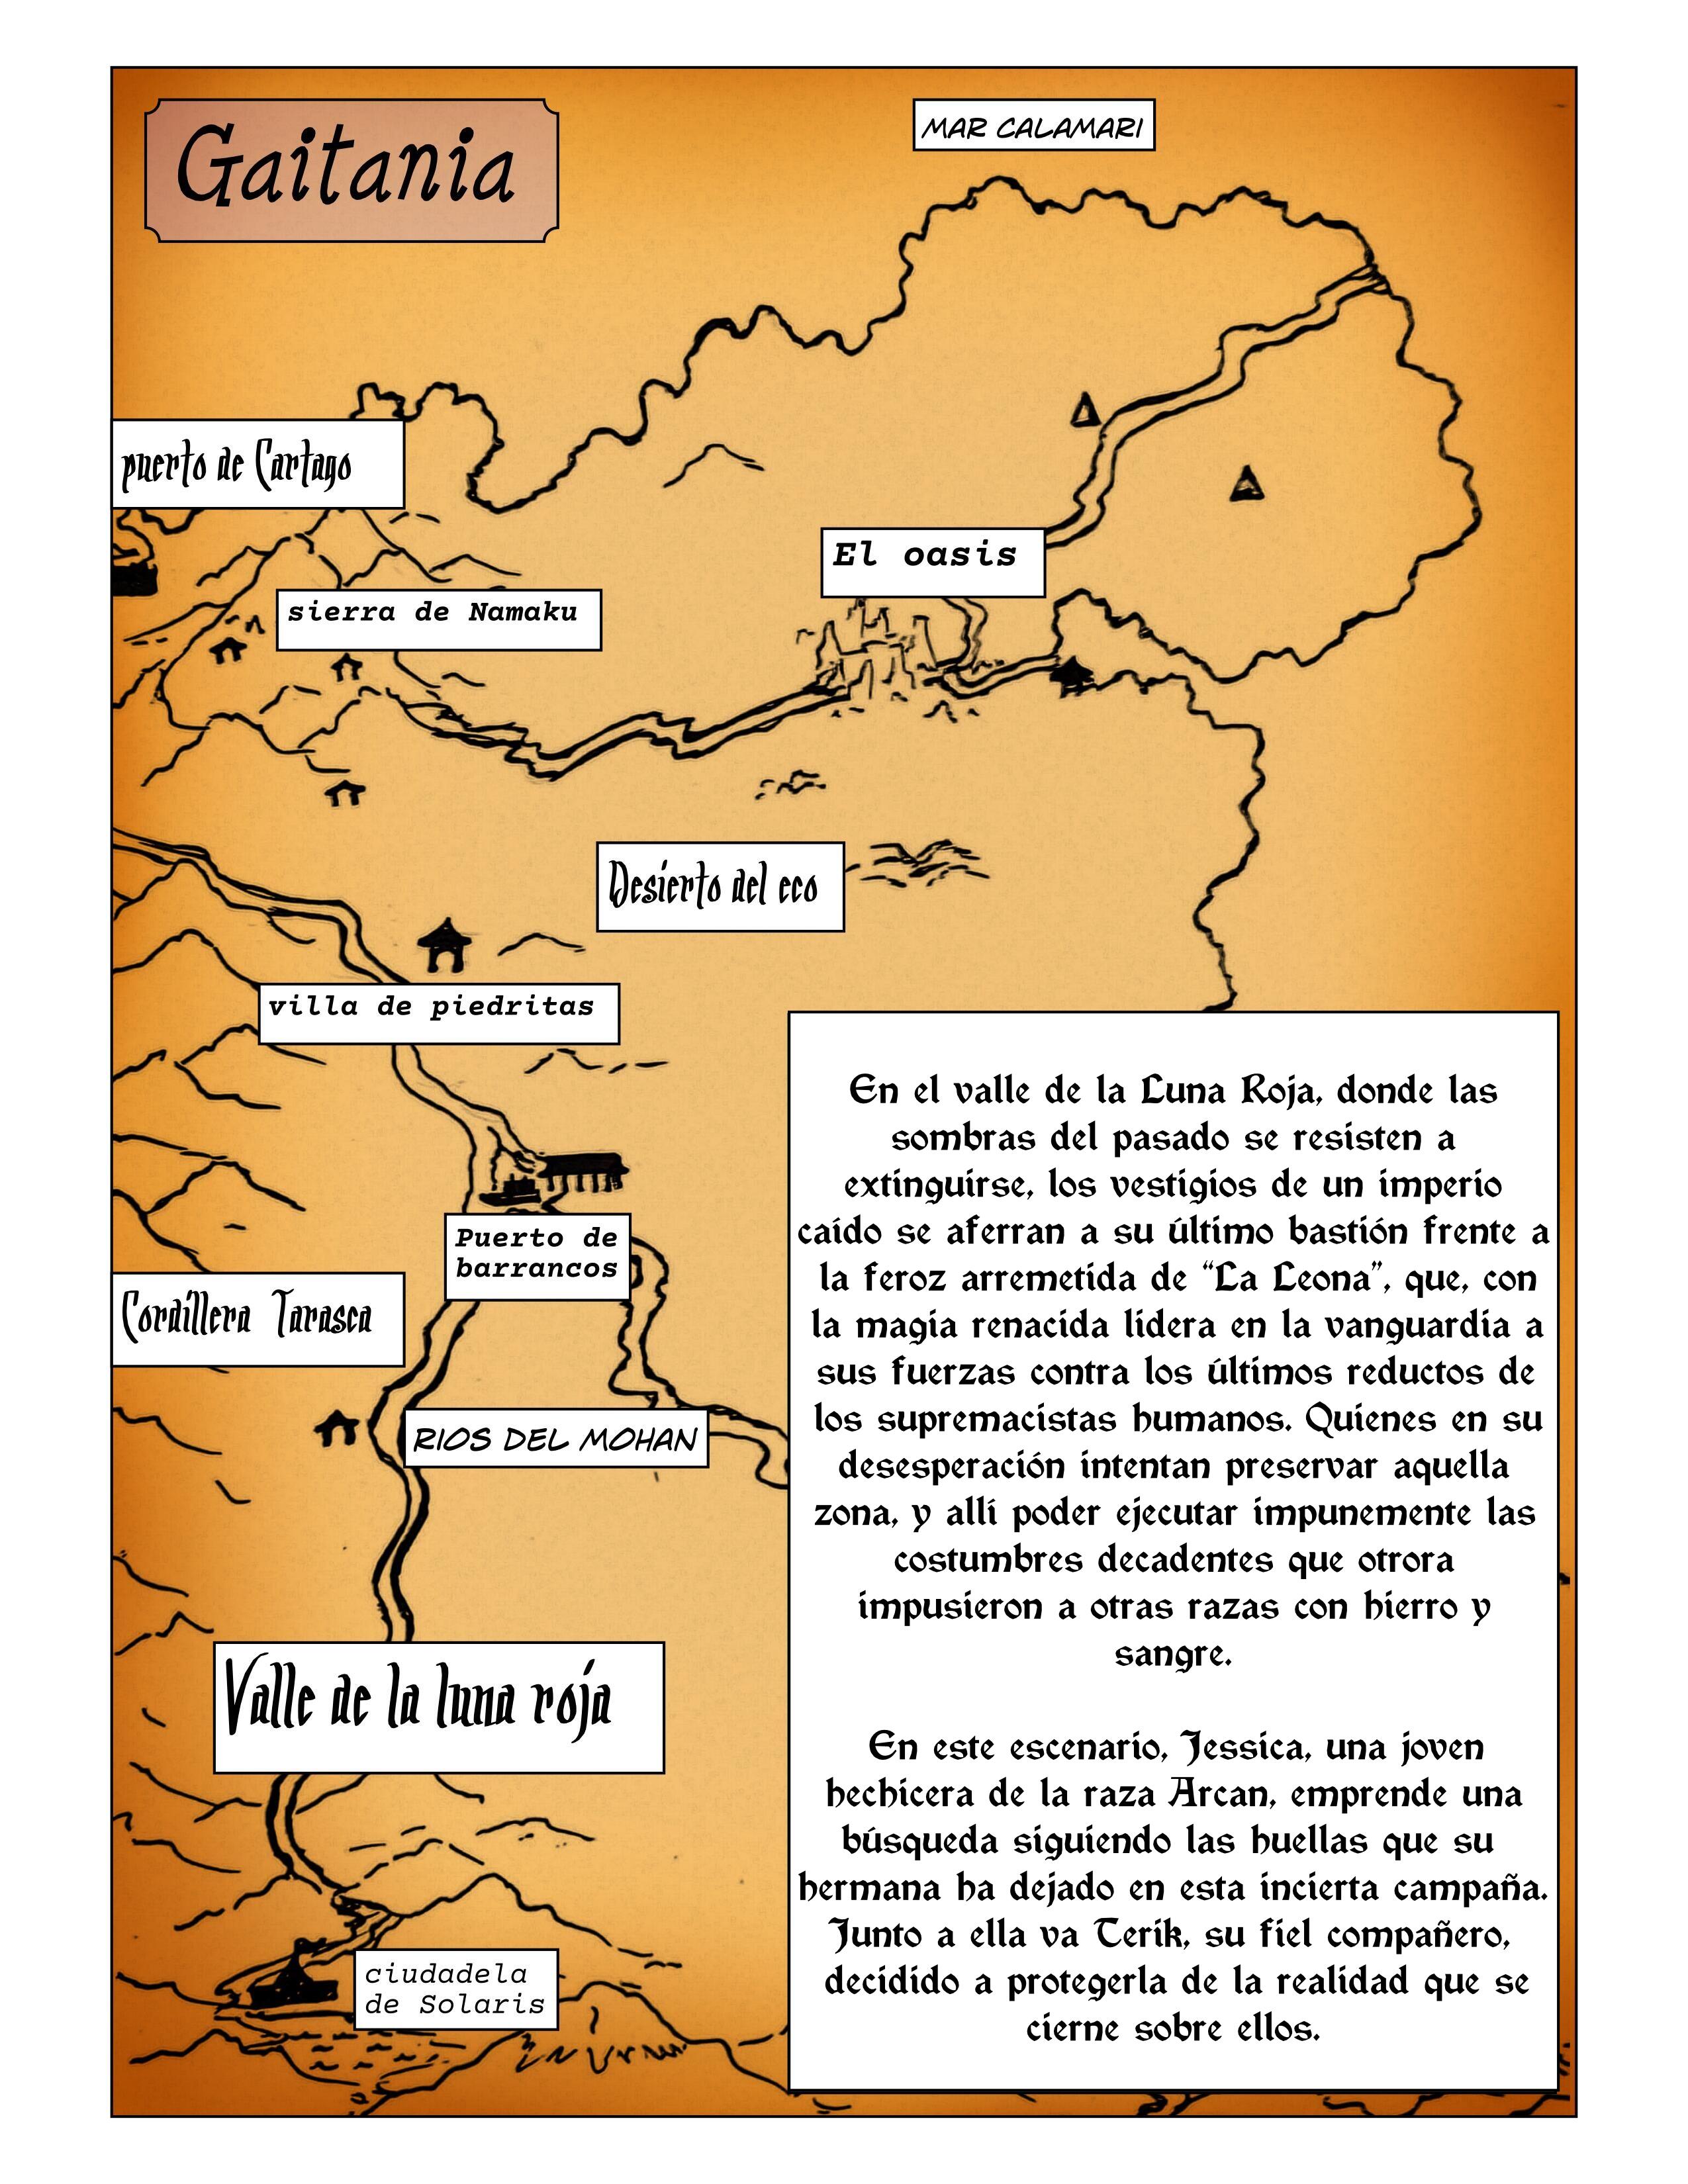 Gaitania
MAR CALAMARI
puerto de Cartago
El oasis
sierra de Namaku
Desierto del eco
villa de piedritas
Puerto de
barrancos
Cordillera Tarasca
RIOS DEL MOHAN
Valle de la luna roja
ciudadela
de Solaris
En el valle de la Luna Roja, donde las
sombras del pasado se resisten a
extinguirse, los vestigios de un imperio
caído se aferran a su último bastión frente a
la feroz arremetida de “La Leona”, que, con
la magia renacida lidera en la vanguardia a
sus fuerzas contra los últimos reductos de
los supremacistas humanos. Quienes en su
desesperación intentan preservar aquella
zona, y allí poder ejecutar impunemente las
costumbres decadentes que otrora
impusieron a otras razas con hierro y
sangre.
En este escenario, Jessica, una joven
hechicera de la raza Arcan, emprende una
búsqueda siguiendo las huellas que su
hermana ha dejado en esta incierta campaña.
Junto a ella va Terik, su fiel compañero,
decidido a protegerla de la realidad que se
cierne sobre ellos.